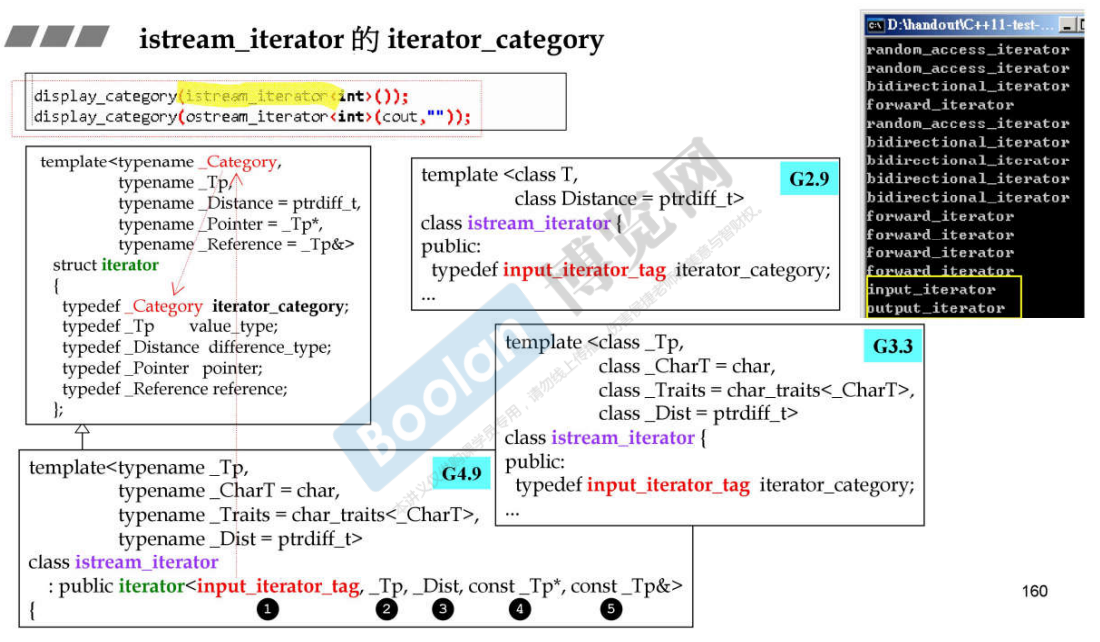 istream_iterator 的 iterator_category
display_category(istream_iterator<int>());
display_category(ostream_iterator<int>(cout,""));
template<typename _Category,
typename _Tp,
typename _Distance = ptrdiff_t,
typename _Pointer = _Tp*,
typename _Reference = _Tp&>
struct iterator
{
typedef _Category iterator_category;
typedef _Tp value_type;
typedef _Distance difference_type;
typedef _Pointer pointer;
typedef _Reference reference;
};
G4.9
template<typename _Tp,
typename _CharT = char,
typename _Traits = char_traits<_CharT>,
typename _Dist = ptrdiff_t>
class istream_iterator
: public iterator<input_iterator_tag, _Tp, _Dist, const _Tp*, const _Tp&>
{ 1 2 3 4 5
G2.9
template <class T,
class Distance = ptrdiff_t>
class istream_iterator {
public:
typedef input_iterator_tag iterator_category;
...
G3.3
template <class _Tp,
class _CharT = char,
class _Traits = char_traits<_CharT>,
class _Dist = ptrdiff_t>
class istream_iterator {
public:
typedef input_iterator_tag iterator_category;
...
D:\handout\C++11-test-...
random_access_iterator
random_access_iterator
bidirectional_iterator
forward_iterator
random_access_iterator
bidirectional_iterator
bidirectional_iterator
bidirectional_iterator
bidirectional_iterator
forward_iterator
forward_iterator
forward_iterator
forward_iterator
input_iterator
output_iterator
Boolan 博览网
160